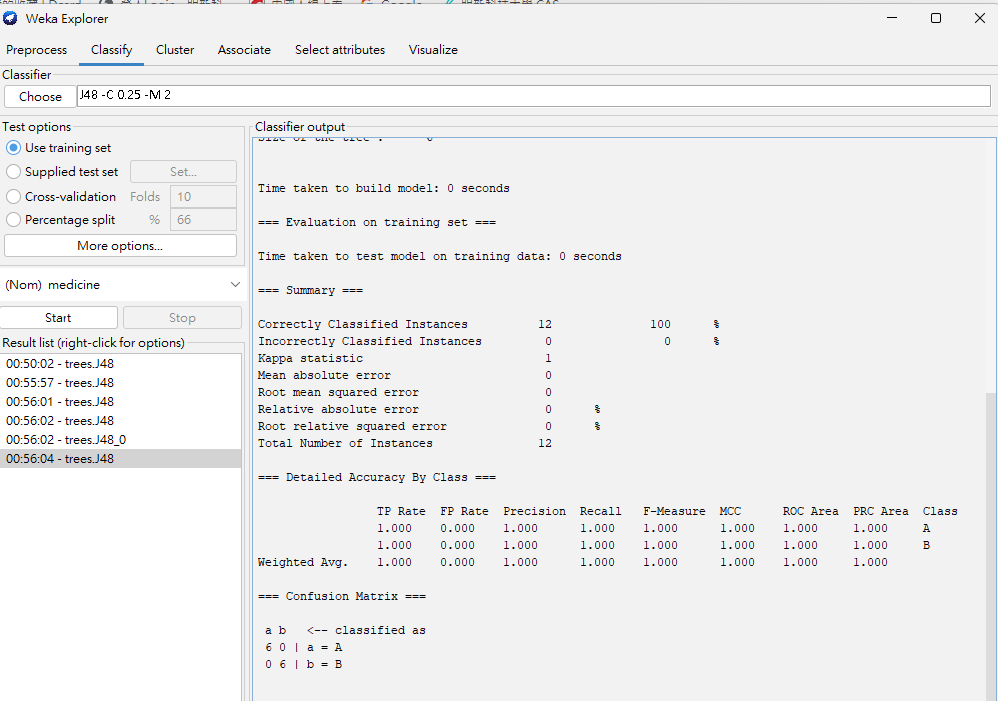 Weka Explorer
Preprocess Classify Cluster Associate Select attributes Visualize
Classifier
Choose J48 -C 0.25 -M 2
Test options
Use training set
Supplied test set Set...
Cross-validation Folds 10
Percentage split % 66
More options...
(Nom) medicine
Start Stop
Result list (right-click for options)
00:50:02 - trees.J48
00:55:57 - trees.J48
00:56:01 - trees.J48
00:56:02 - trees.J48
00:56:02 - trees.J48_0
00:56:04 - trees.J48
Classifier output
Size of the tree :
Time taken to build model: 0 seconds
=== Evaluation on training set ===
Time taken to test model on training data: 0 seconds
=== Summary ===
Correctly Classified Instances 12 100 %
Incorrectly Classified Instances 0 0 %
Kappa statistic 1
Mean absolute error 0
Root mean squared error 0
Relative absolute error 0 %
Root relative squared error 0 %
Total Number of Instances 12
=== Detailed Accuracy By Class ===
TP Rate FP Rate Precision Recall F-Measure MCC ROC Area PRC Area Class
1.000 0.000 1.000 1.000 1.000 1.000 1.000 1.000 A
1.000 0.000 1.000 1.000 1.000 1.000 1.000 1.000 B
Weighted Avg. 1.000 0.000 1.000 1.000 1.000 1.000 1.000 1.000
=== Confusion Matrix ===
a b <-- classified as
6 0 | a = A
0 6 | b = B